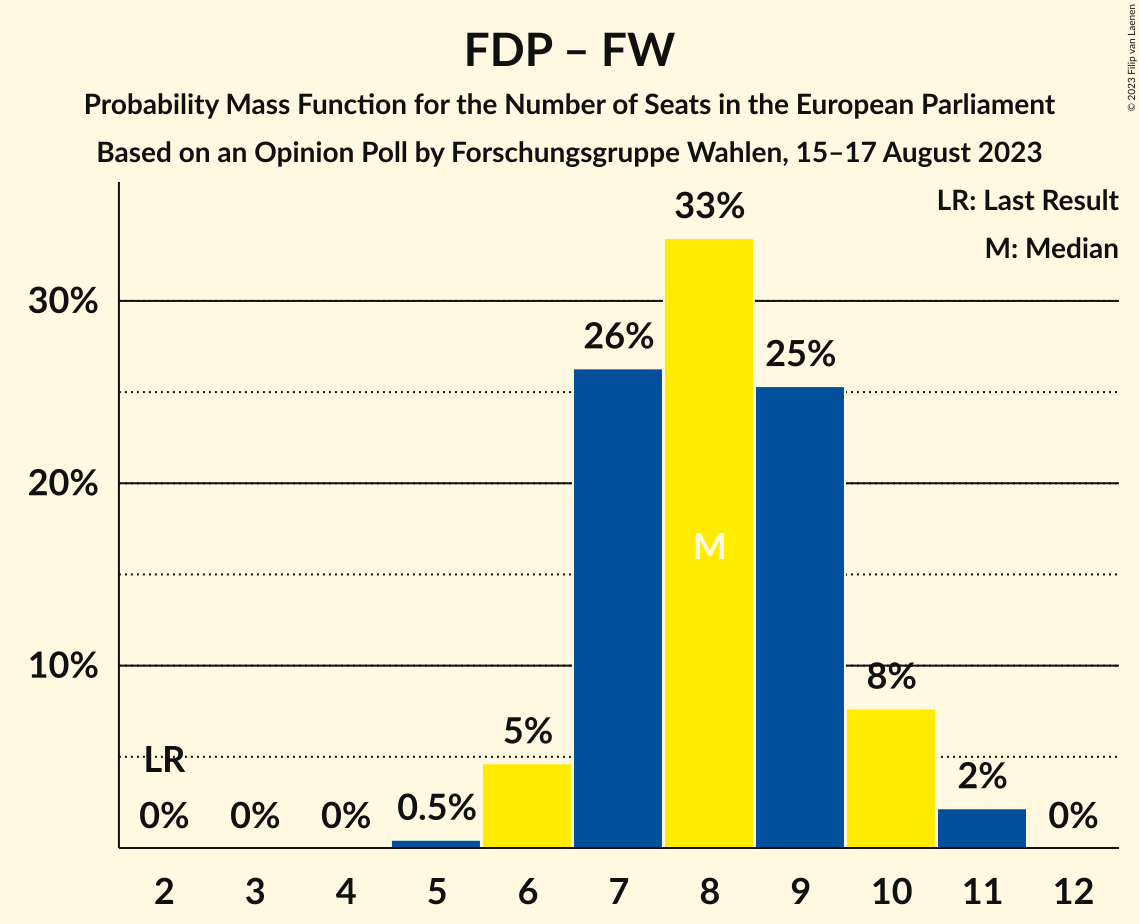 FDP – FW
Probability Mass Function for the Number of Seats in the European Parliament
Based on an Opinion Poll by Forschungsgruppe Wahlen, 15–17 August 2023
© 2023 Filip van Laenen
LR: Last Result
M: Median
33%
30%
26%
25%
20%
M
10%
8%
5%
LR
2%
0% 0% 0% 0.5% 0%
2 3 4 5 6 7 8 9 10 11 12